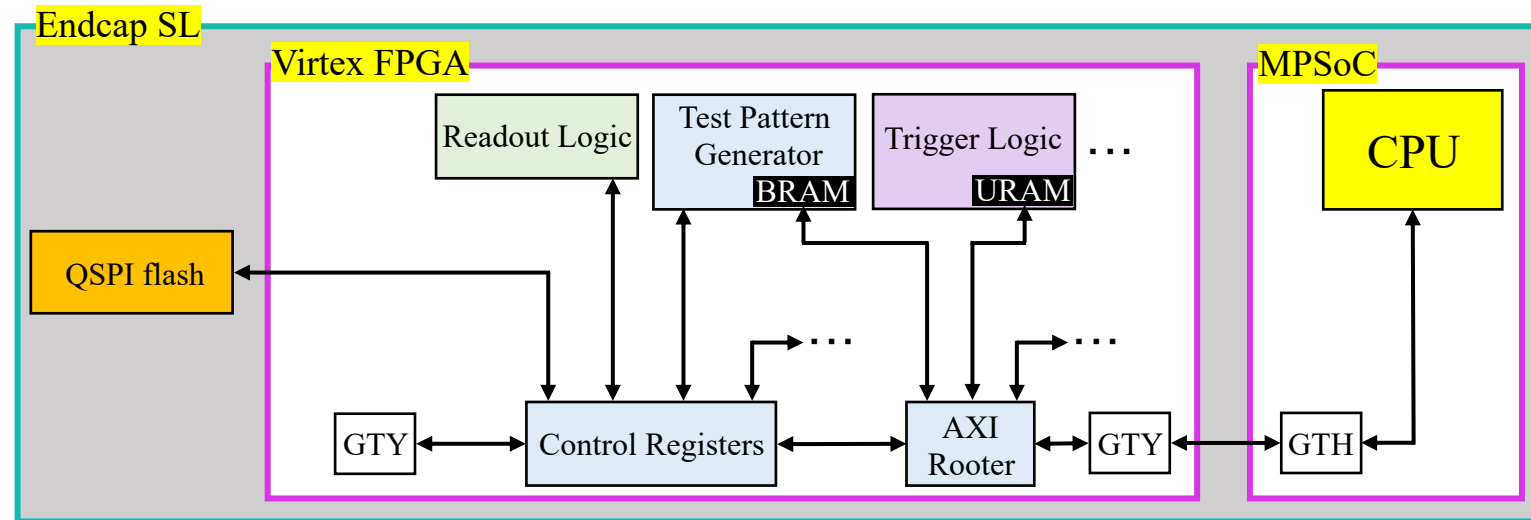 Endcap SL
Virtex FPGA
MPSoC
Readout Logic
Test Pattern
Generator
BRAM
Trigger Logic
URAM
...
CPU
QSPI flash
...
...
GTY
Control Registers
AXI
Rooter
GTY
GTH